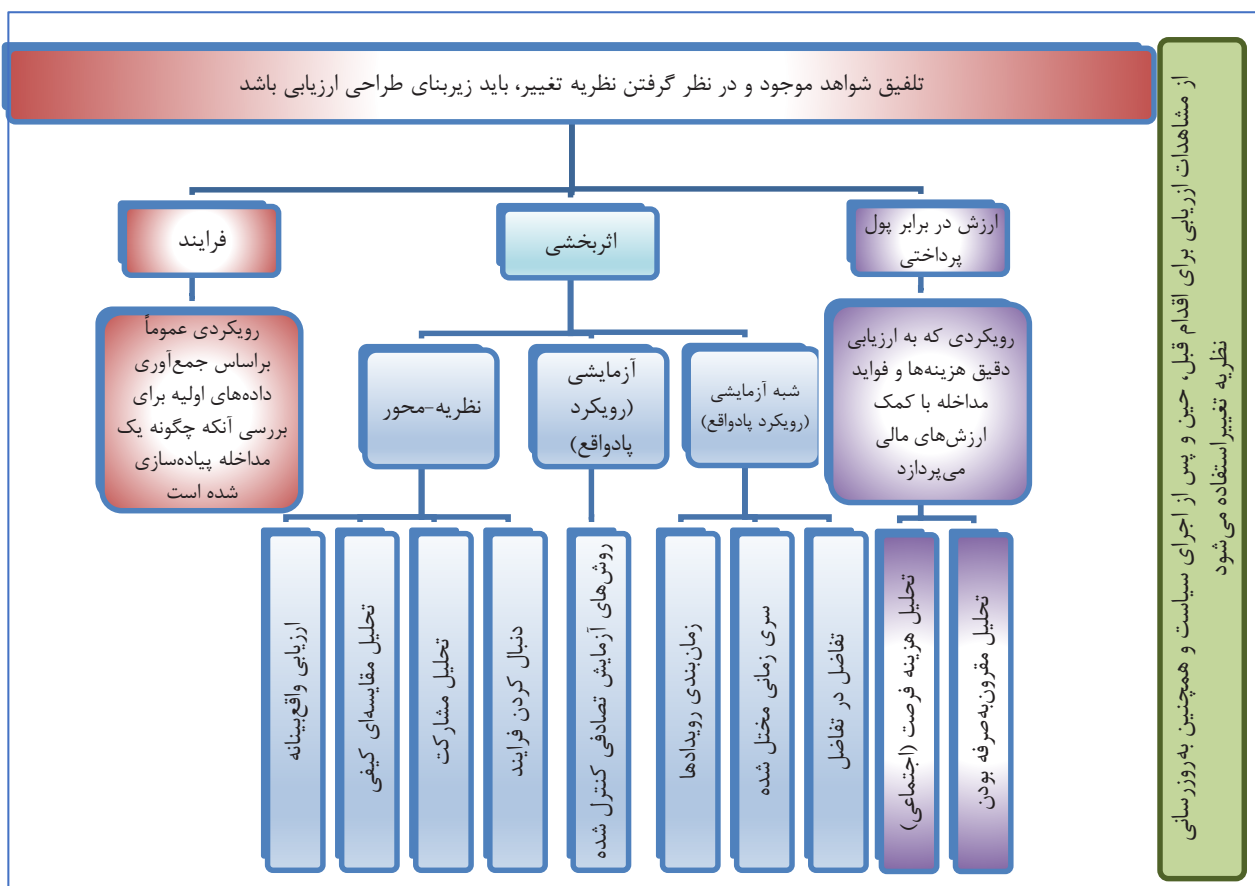 تلفیق شواهد موجود و در نظر گرفتن نظریه تغییر، باید زیربنای طراحی ارزیابی باشد
از مشاهدات ارزیابی برای اقدام قبل، حین و پس از اجرای سیاست و همچنین به‌روزرسانی
نظریه تغییراستفاده می‌شود
ارزش در برابر پول
پرداختی
اثربخشی
فرایند
رویکردی که به ارزیابی
دقیق هزینه‌ها و فواید
مداخله با کمک
ارزش‌های مالی
می‌پردازد
شبه آزمایشی
(رویکرد پادواقع)
آزمایشی
(رویکرد
پادواقع)
نظریه-محور
رویکردی عموماً
براساس جمع‌آوری
داده‌های اولیه برای
بررسی آنکه چگونه یک
مداخله پیاده‌سازی
شده است
تحلیل مقرون‌به‌صرفه بودن
تحلیل هزینه فرصت (اجتماعی)
تفاضل در تفاضل
سری زمانی مختل شده
زمان‌بندی رویدادها
روش‌های آزمایش تصادفی کنترل شده
دنبال کردن فرایند
تحلیل مشارکت
تحلیل مقایسه‌ای کیفی
ارزیابی واقع‌بینانه